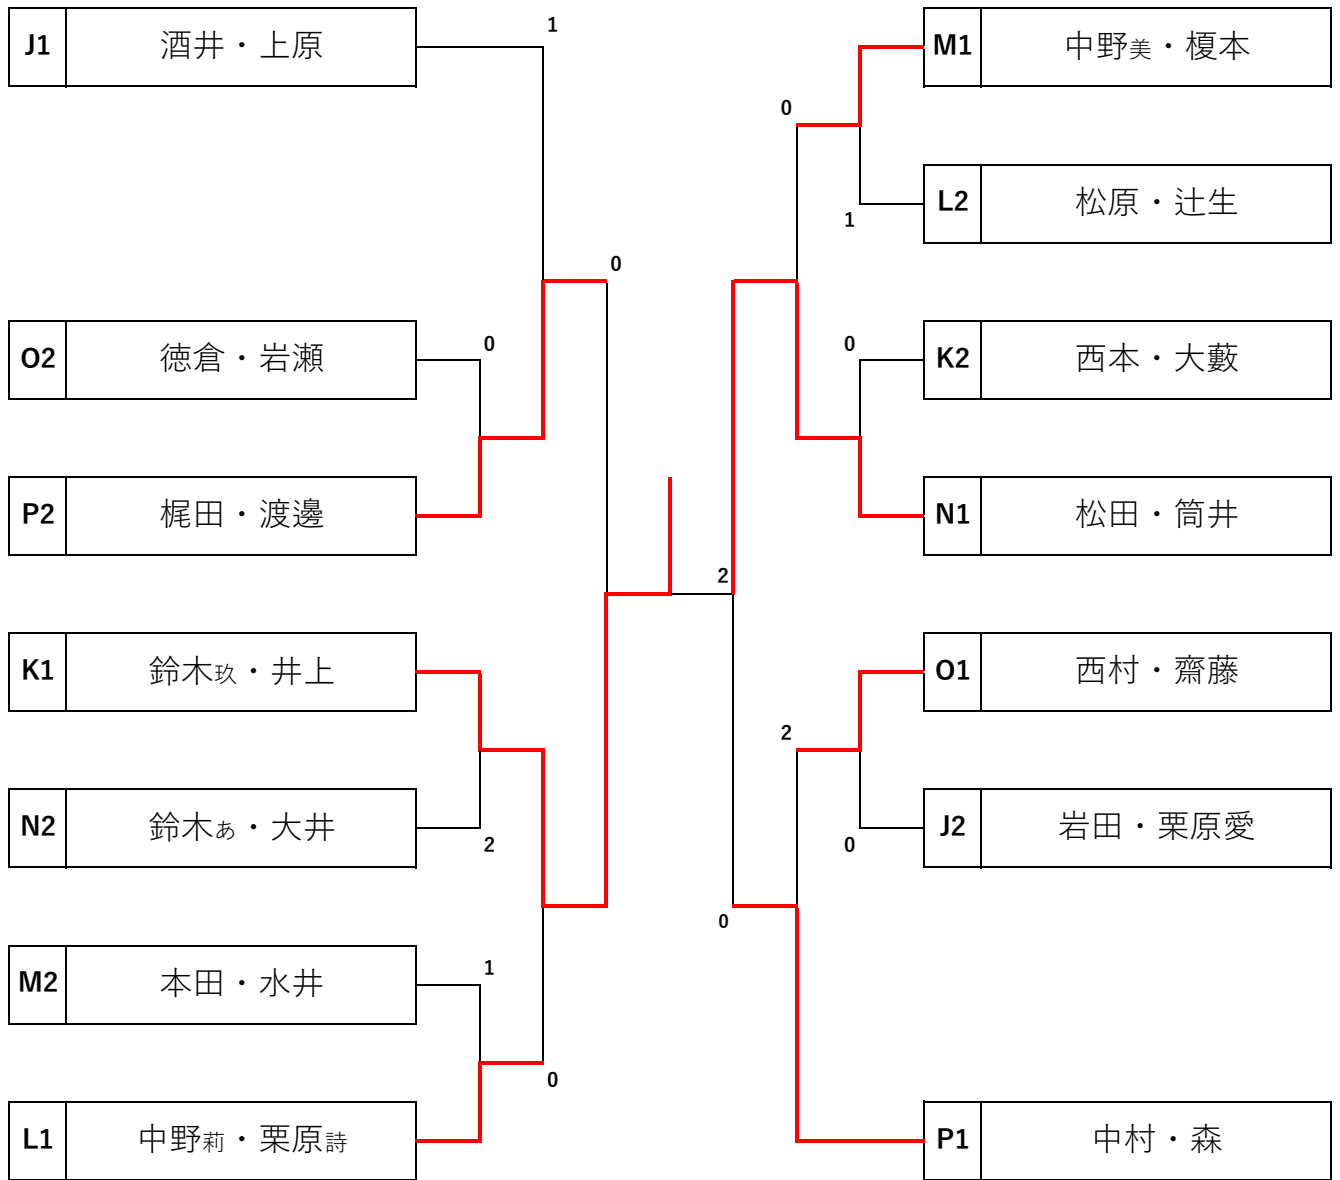 J1 酒井・上原
1
O2 徳倉・岩瀬
0
P2 梶田・渡邊
0
K1 鈴木玖・井上
N2 鈴木あ・大井
2
M2 本田・水井
1
L1 中野莉・栗原詩
0
M1 中野美・榎本
0
L2 松原・辻生
1
K2 西本・大藪
0
N1 松田・筒井
2
O1 西村・齋藤
2
J2 岩田・栗原愛
0
0
P1 中村・森